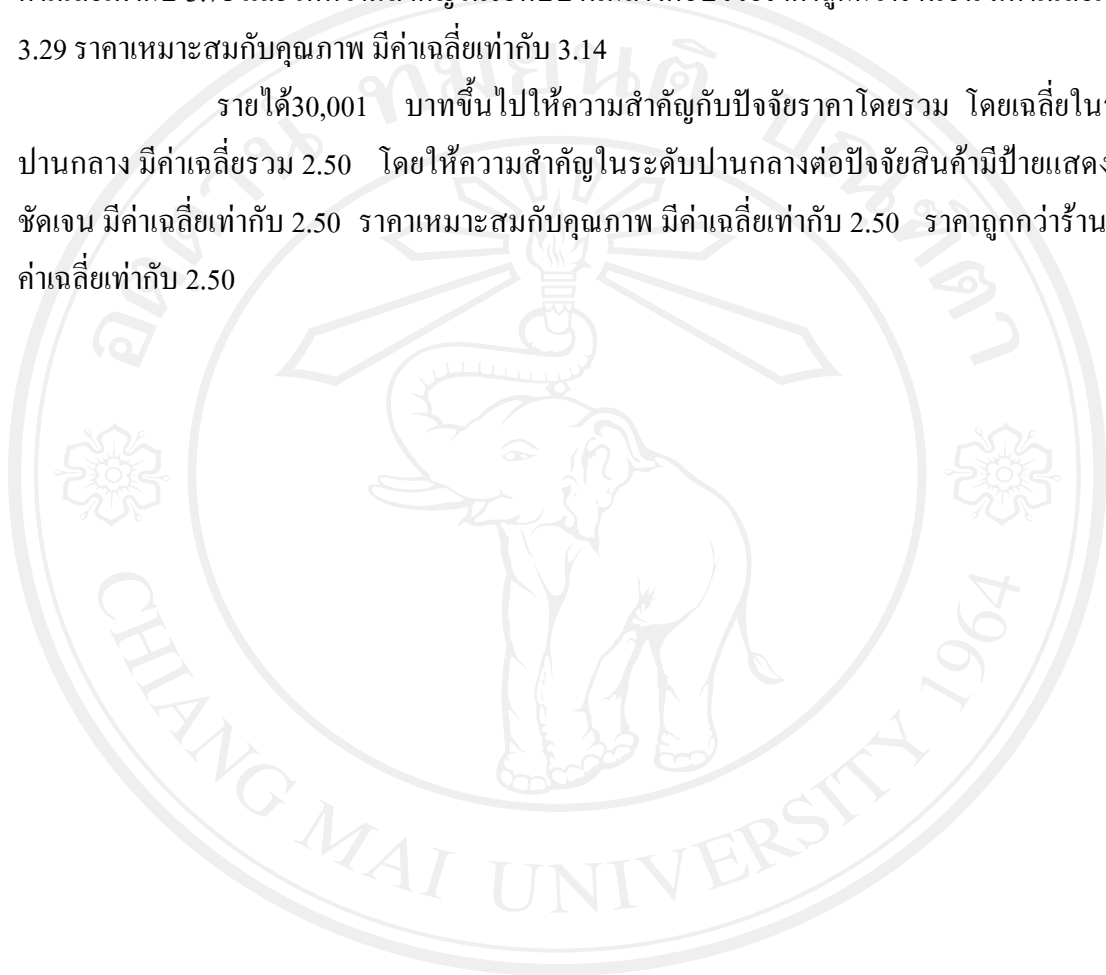 3.29 ราคาเหมาะสมกับคุณภาพ มีค่าเฉลี่ยเท่ากับ 3.14
รายได้30,001 บาทขึ้นไปให้ความสำคัญกับปัจจัยราคาโดยรวม โดยเฉลี่ยใน
ปานกลาง มีค่าเฉลี่ยรวม 2.50 โดยให้ความสำคัญในระดับปานกลางต่อปัจจัยสินค้ามีป้ายแสดง
ชัดเจน มีค่าเฉลี่ยเท่ากับ 2.50 ราคาเหมาะสมกับคุณภาพ มีค่าเฉลี่ยเท่ากับ 2.50 ราคาถูกกว่าร้าน
ค่าเฉลี่ยเท่ากับ 2.50
CHIANG MAI UNIVERSITY 1964